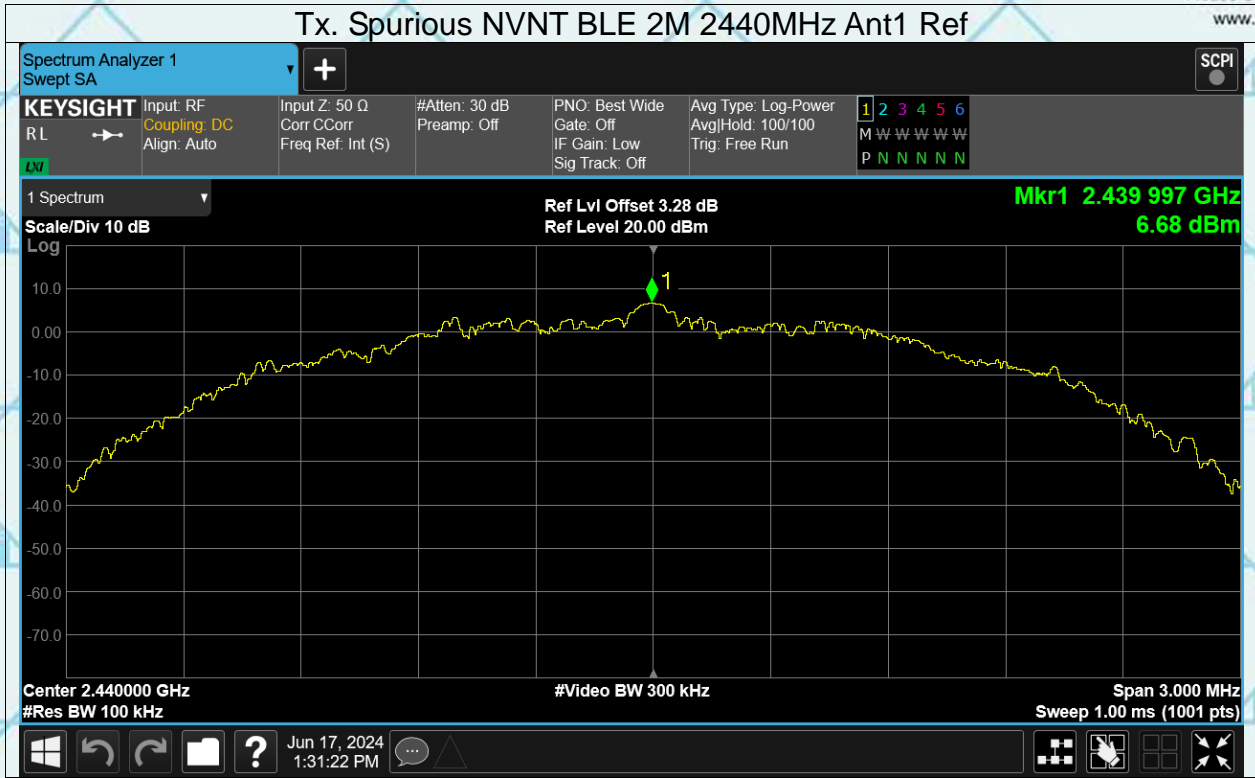 www.
Tx. Spurious NVNT BLE 2M 2440MHz Ant1 Ref
Spectrum Analyzer 1
Swept SA
+
SCPI
KEYSIGHT
R L
LXI
Input: RF
Coupling: DC
Align: Auto
Input Z: 50 Ω
Corr CCorr
Freq Ref: Int (S)
#Atten: 30 dB
Preamp: Off
PNO: Best Wide
Gate: Off
IF Gain: Low
Sig Track: Off
Avg Type: Log-Power
Avg|Hold: 100/100
Trig: Free Run
1 2 3 4 5 6
M W W W W W W
P N N N N N N
1 Spectrum
Scale/Div 10 dB
Ref Lvl Offset 3.28 dB
Ref Level 20.00 dBm
Mkr1 2.439 997 GHz
6.68 dBm
Log
1
10.0
0.00
-10.0
-20.0
-30.0
-40.0
-50.0
-60.0
-70.0
Center 2.440000 GHz
#Res BW 100 kHz
#Video BW 300 kHz
Span 3.000 MHz
Sweep 1.00 ms (1001 pts)
?
Jun 17, 2024
1:31:22 PM